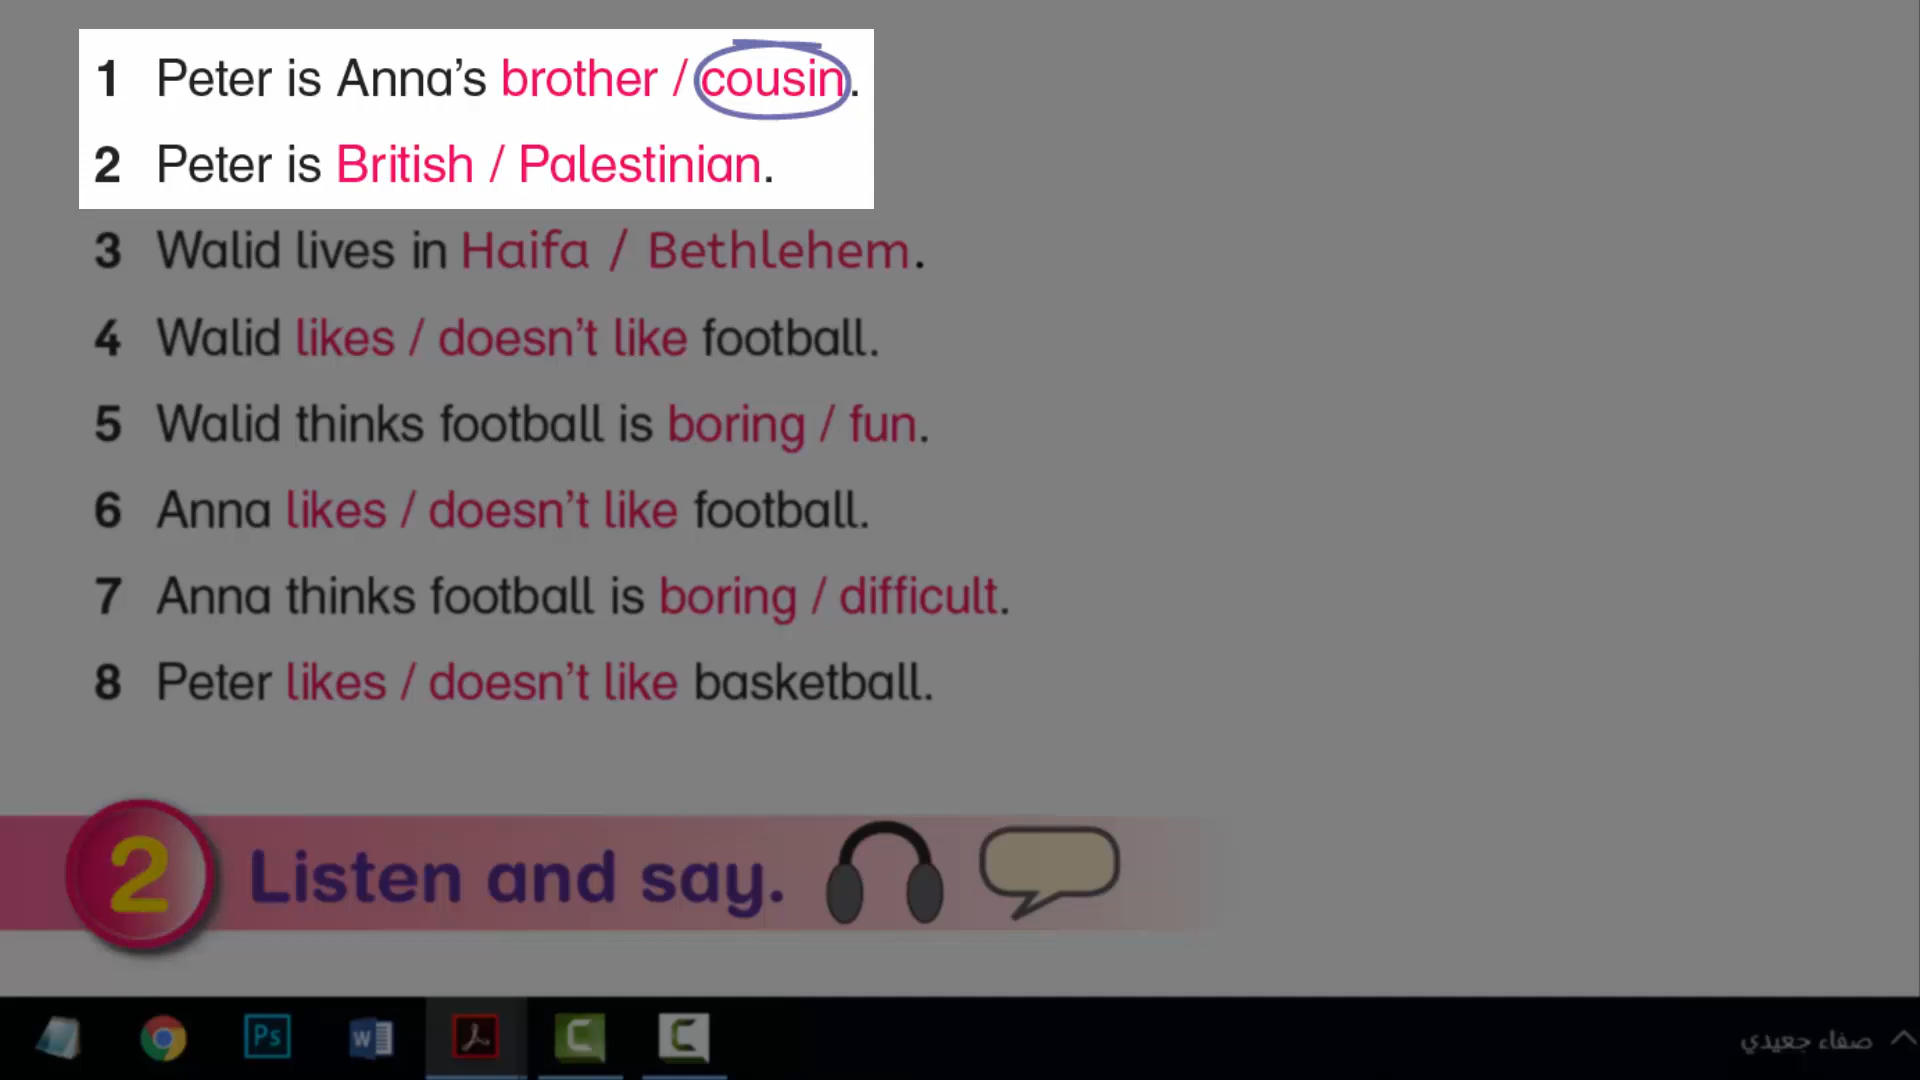 1 Peter is Anna's brother / cousin.
2 Peter is British / Palestinian.
3 Walid lives in Haifa / Bethlehem.
4 Walid likes / doesn't like football.
5 Walid thinks football is boring / fun.
6 Anna likes / doesn't like football.
7 Anna thinks football is boring / difficult.
8 Peter likes / doesn't like basketball.
2 Listen and say.
Ps W C C صفاء جعيدي